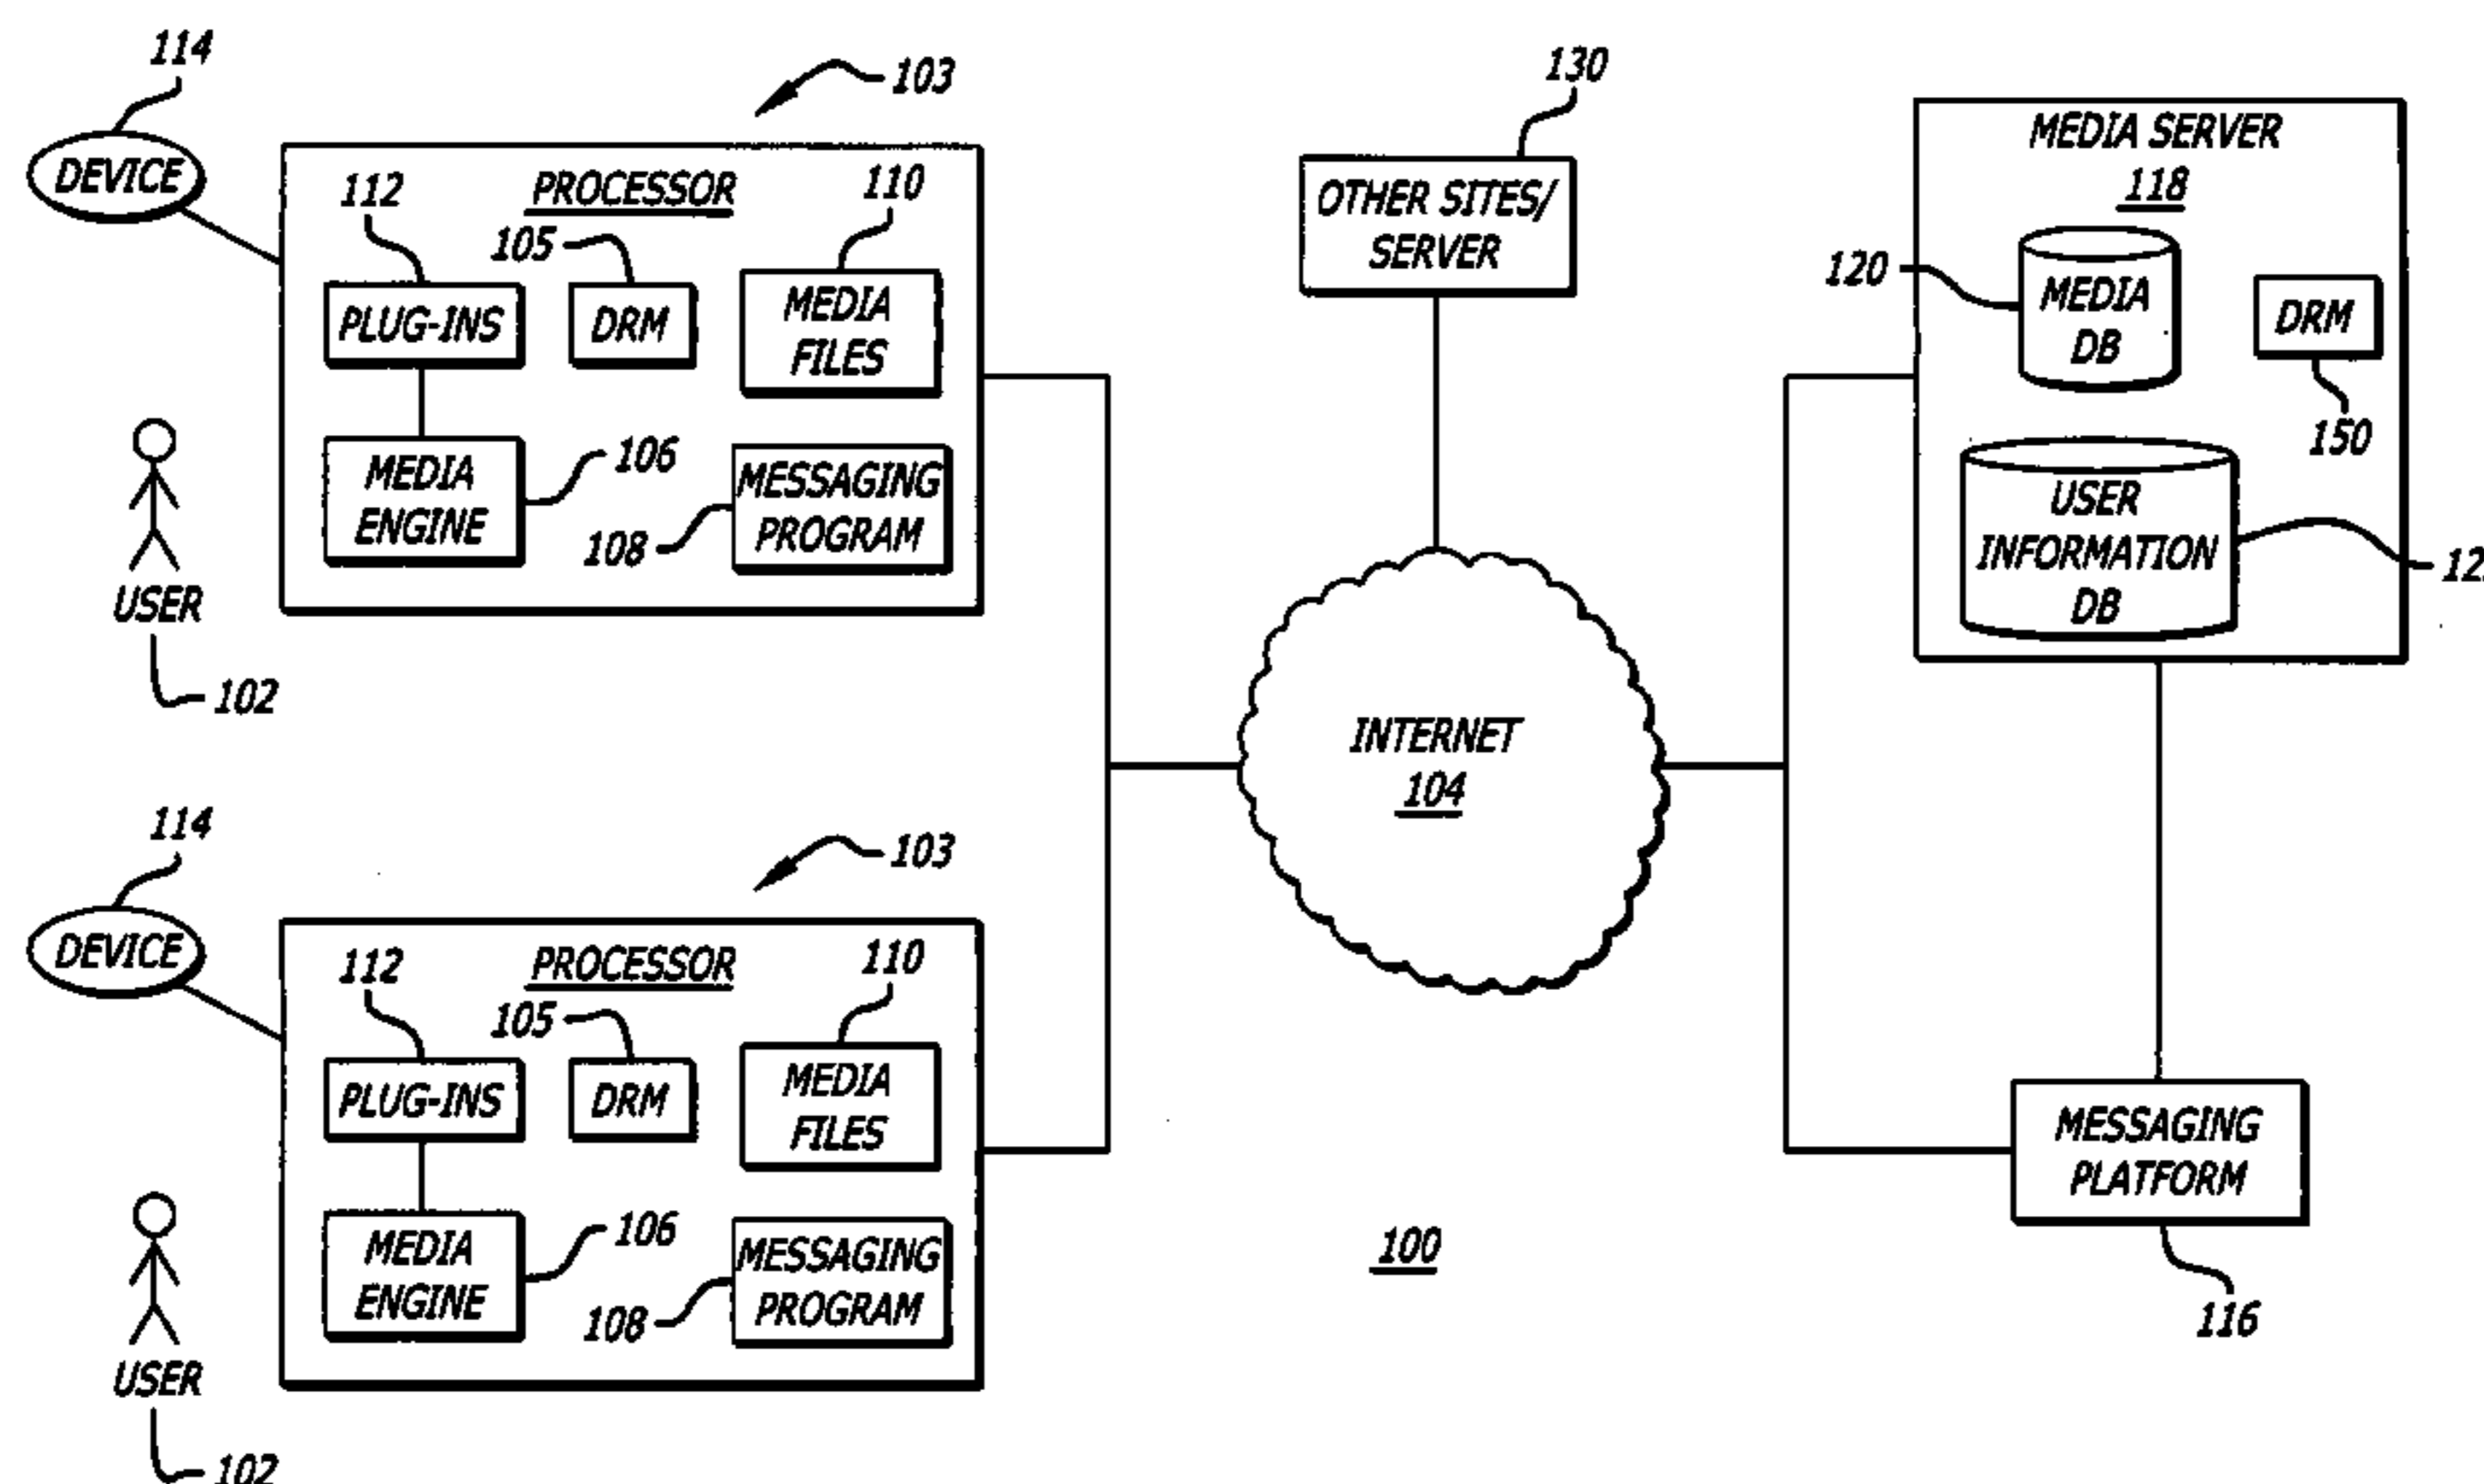 114
103
DEVICE
PROCESSOR
112
105
110
PLUG-INS
DRM
MEDIA
FILES
MEDIA
ENGINE
106
108
MESSAGING
PROGRAM
USER
102
130
OTHER SITES/
SERVER
MEDIA SERVER
118
120
MEDIA
DB
DRM
150
USER
INFORMATION
DB
INTERNET
104
114
103
DEVICE
PROCESSOR
112
105
110
PLUG-INS
DRM
MEDIA
FILES
MEDIA
ENGINE
106
108
MESSAGING
PROGRAM
USER
102
MESSAGING
PLATFORM
116
100